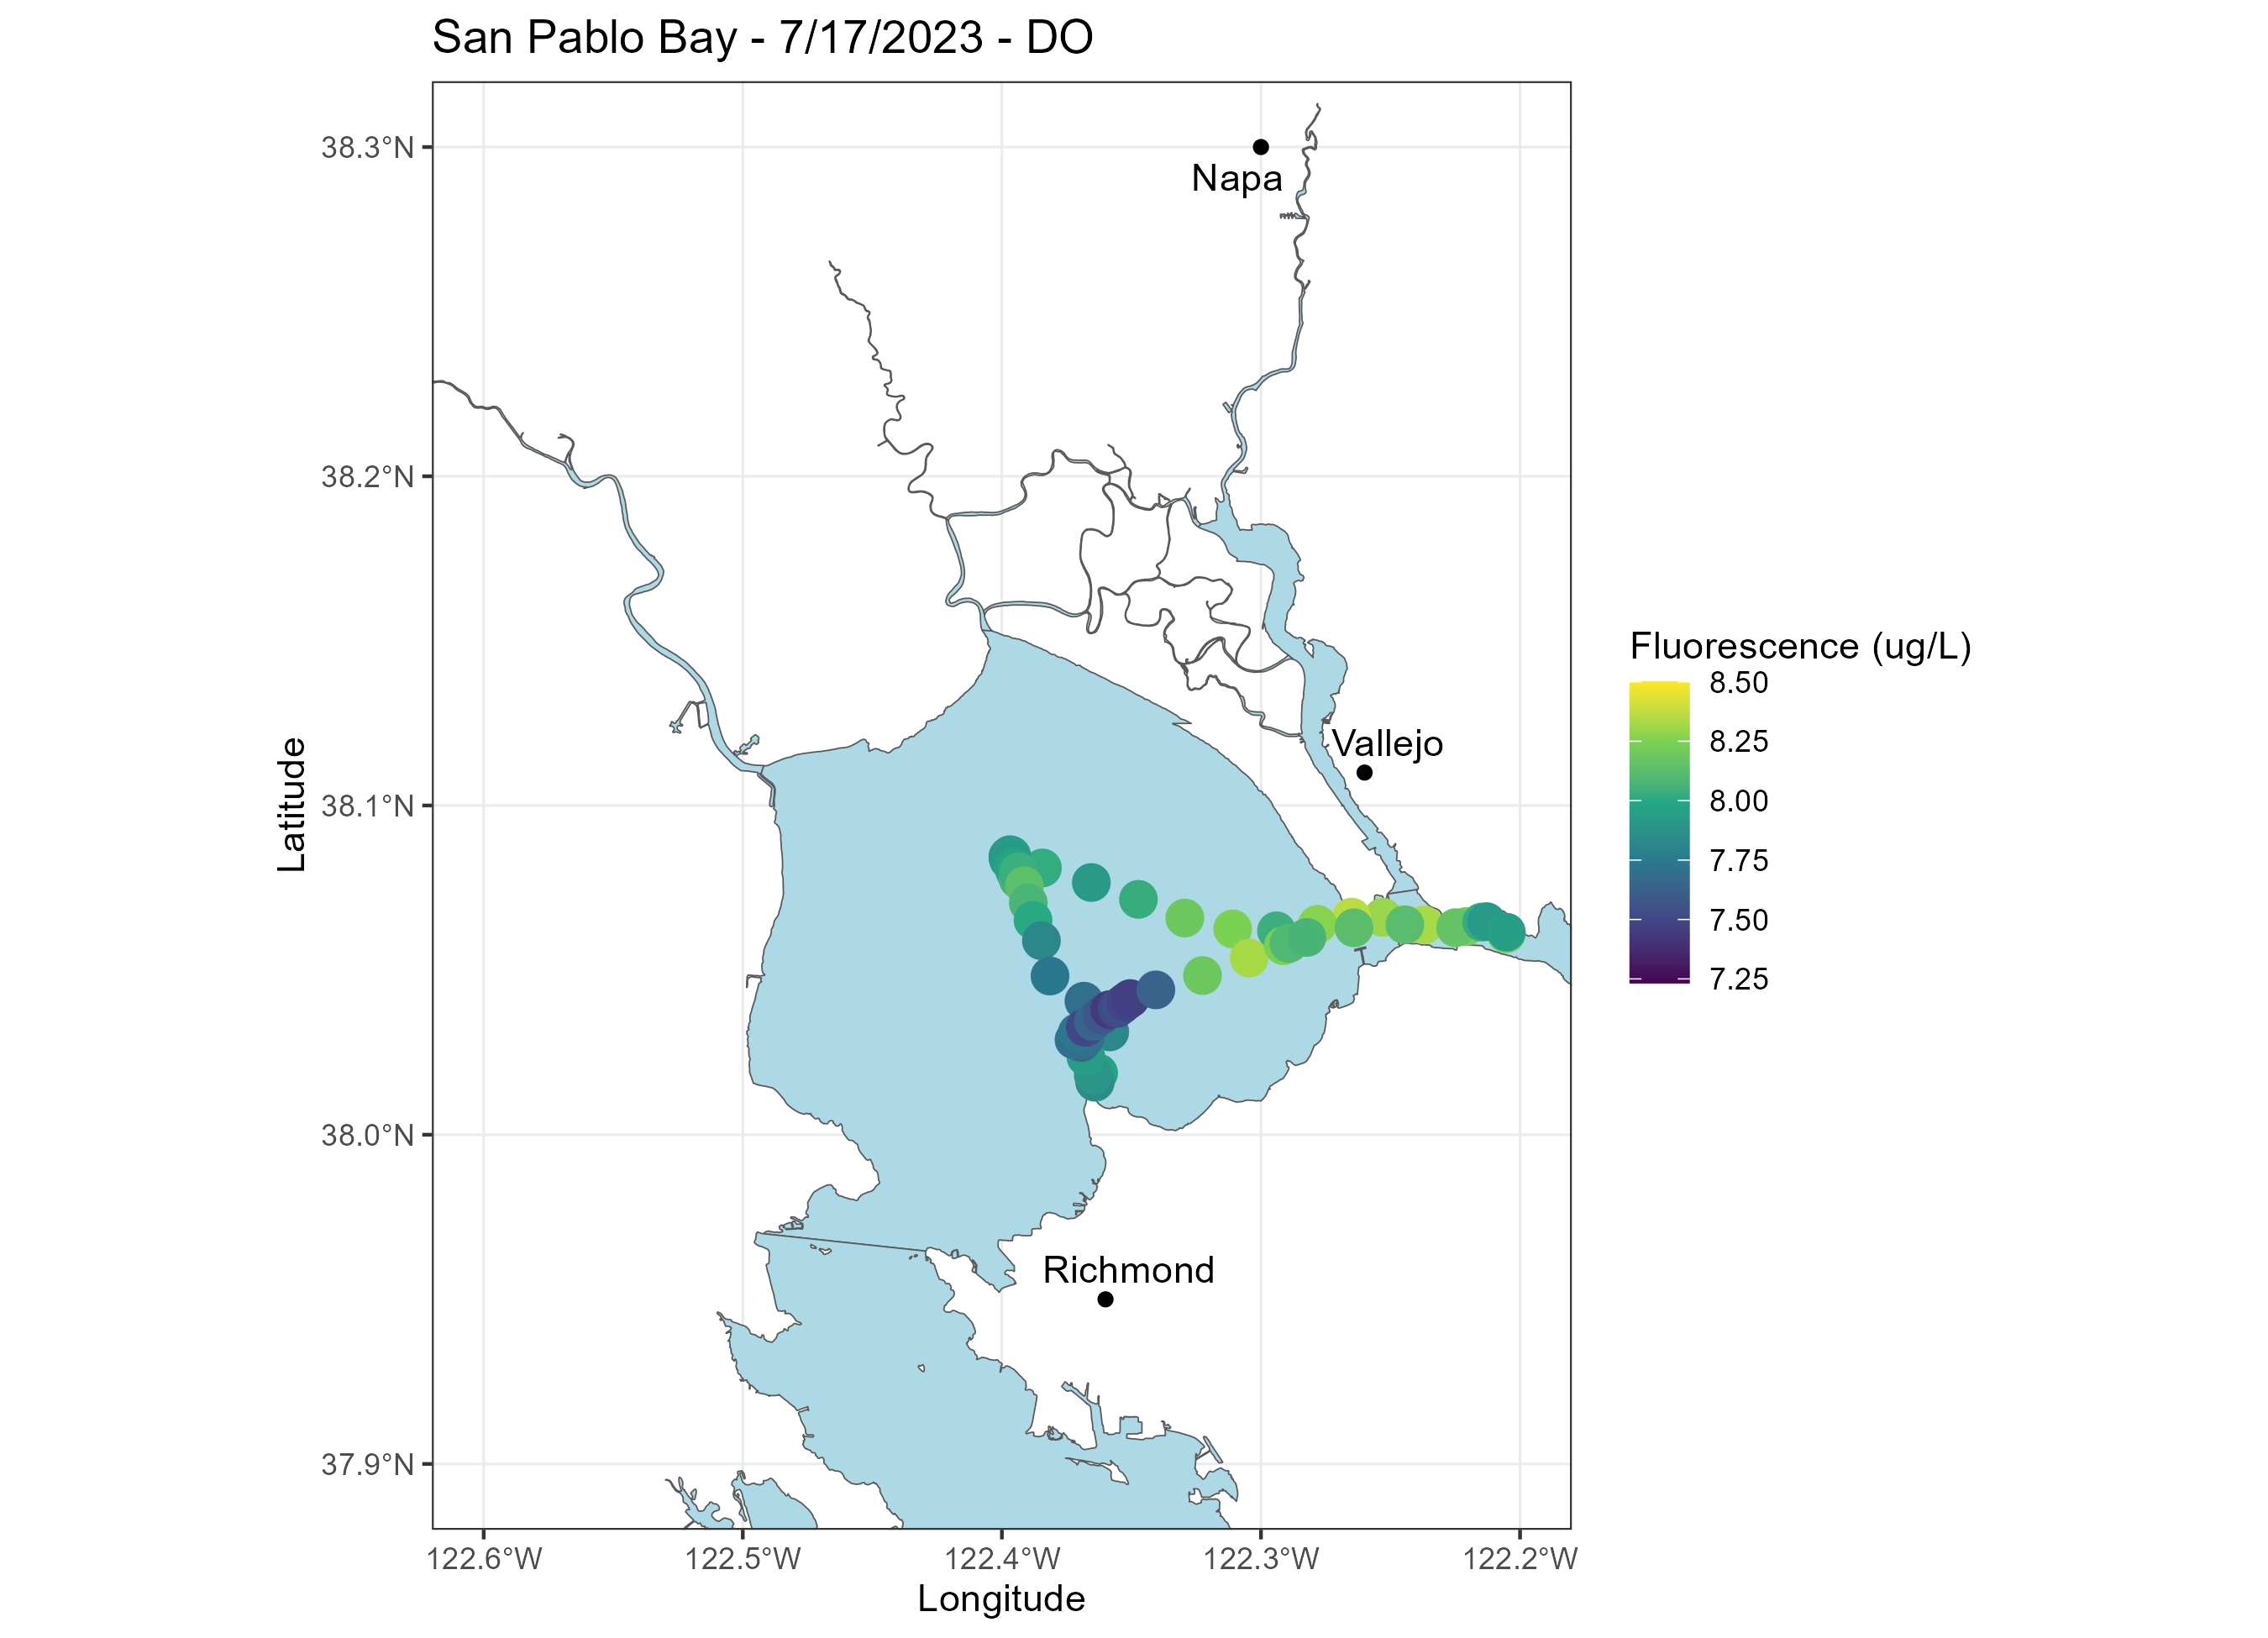 San Pablo Bay - 7/17/2023 - DO
38.3°N
Napa
38.2°N
Fluorescence (ug/L)
8.50
8.25
8.00
7.75
7.50
7.25
Vallejo
38.1°N
Latitude
38.0°N
Richmond
37.9°N
122.6°W
122.5°W
122.4°W
122.3°W
122.2°W
Longitude